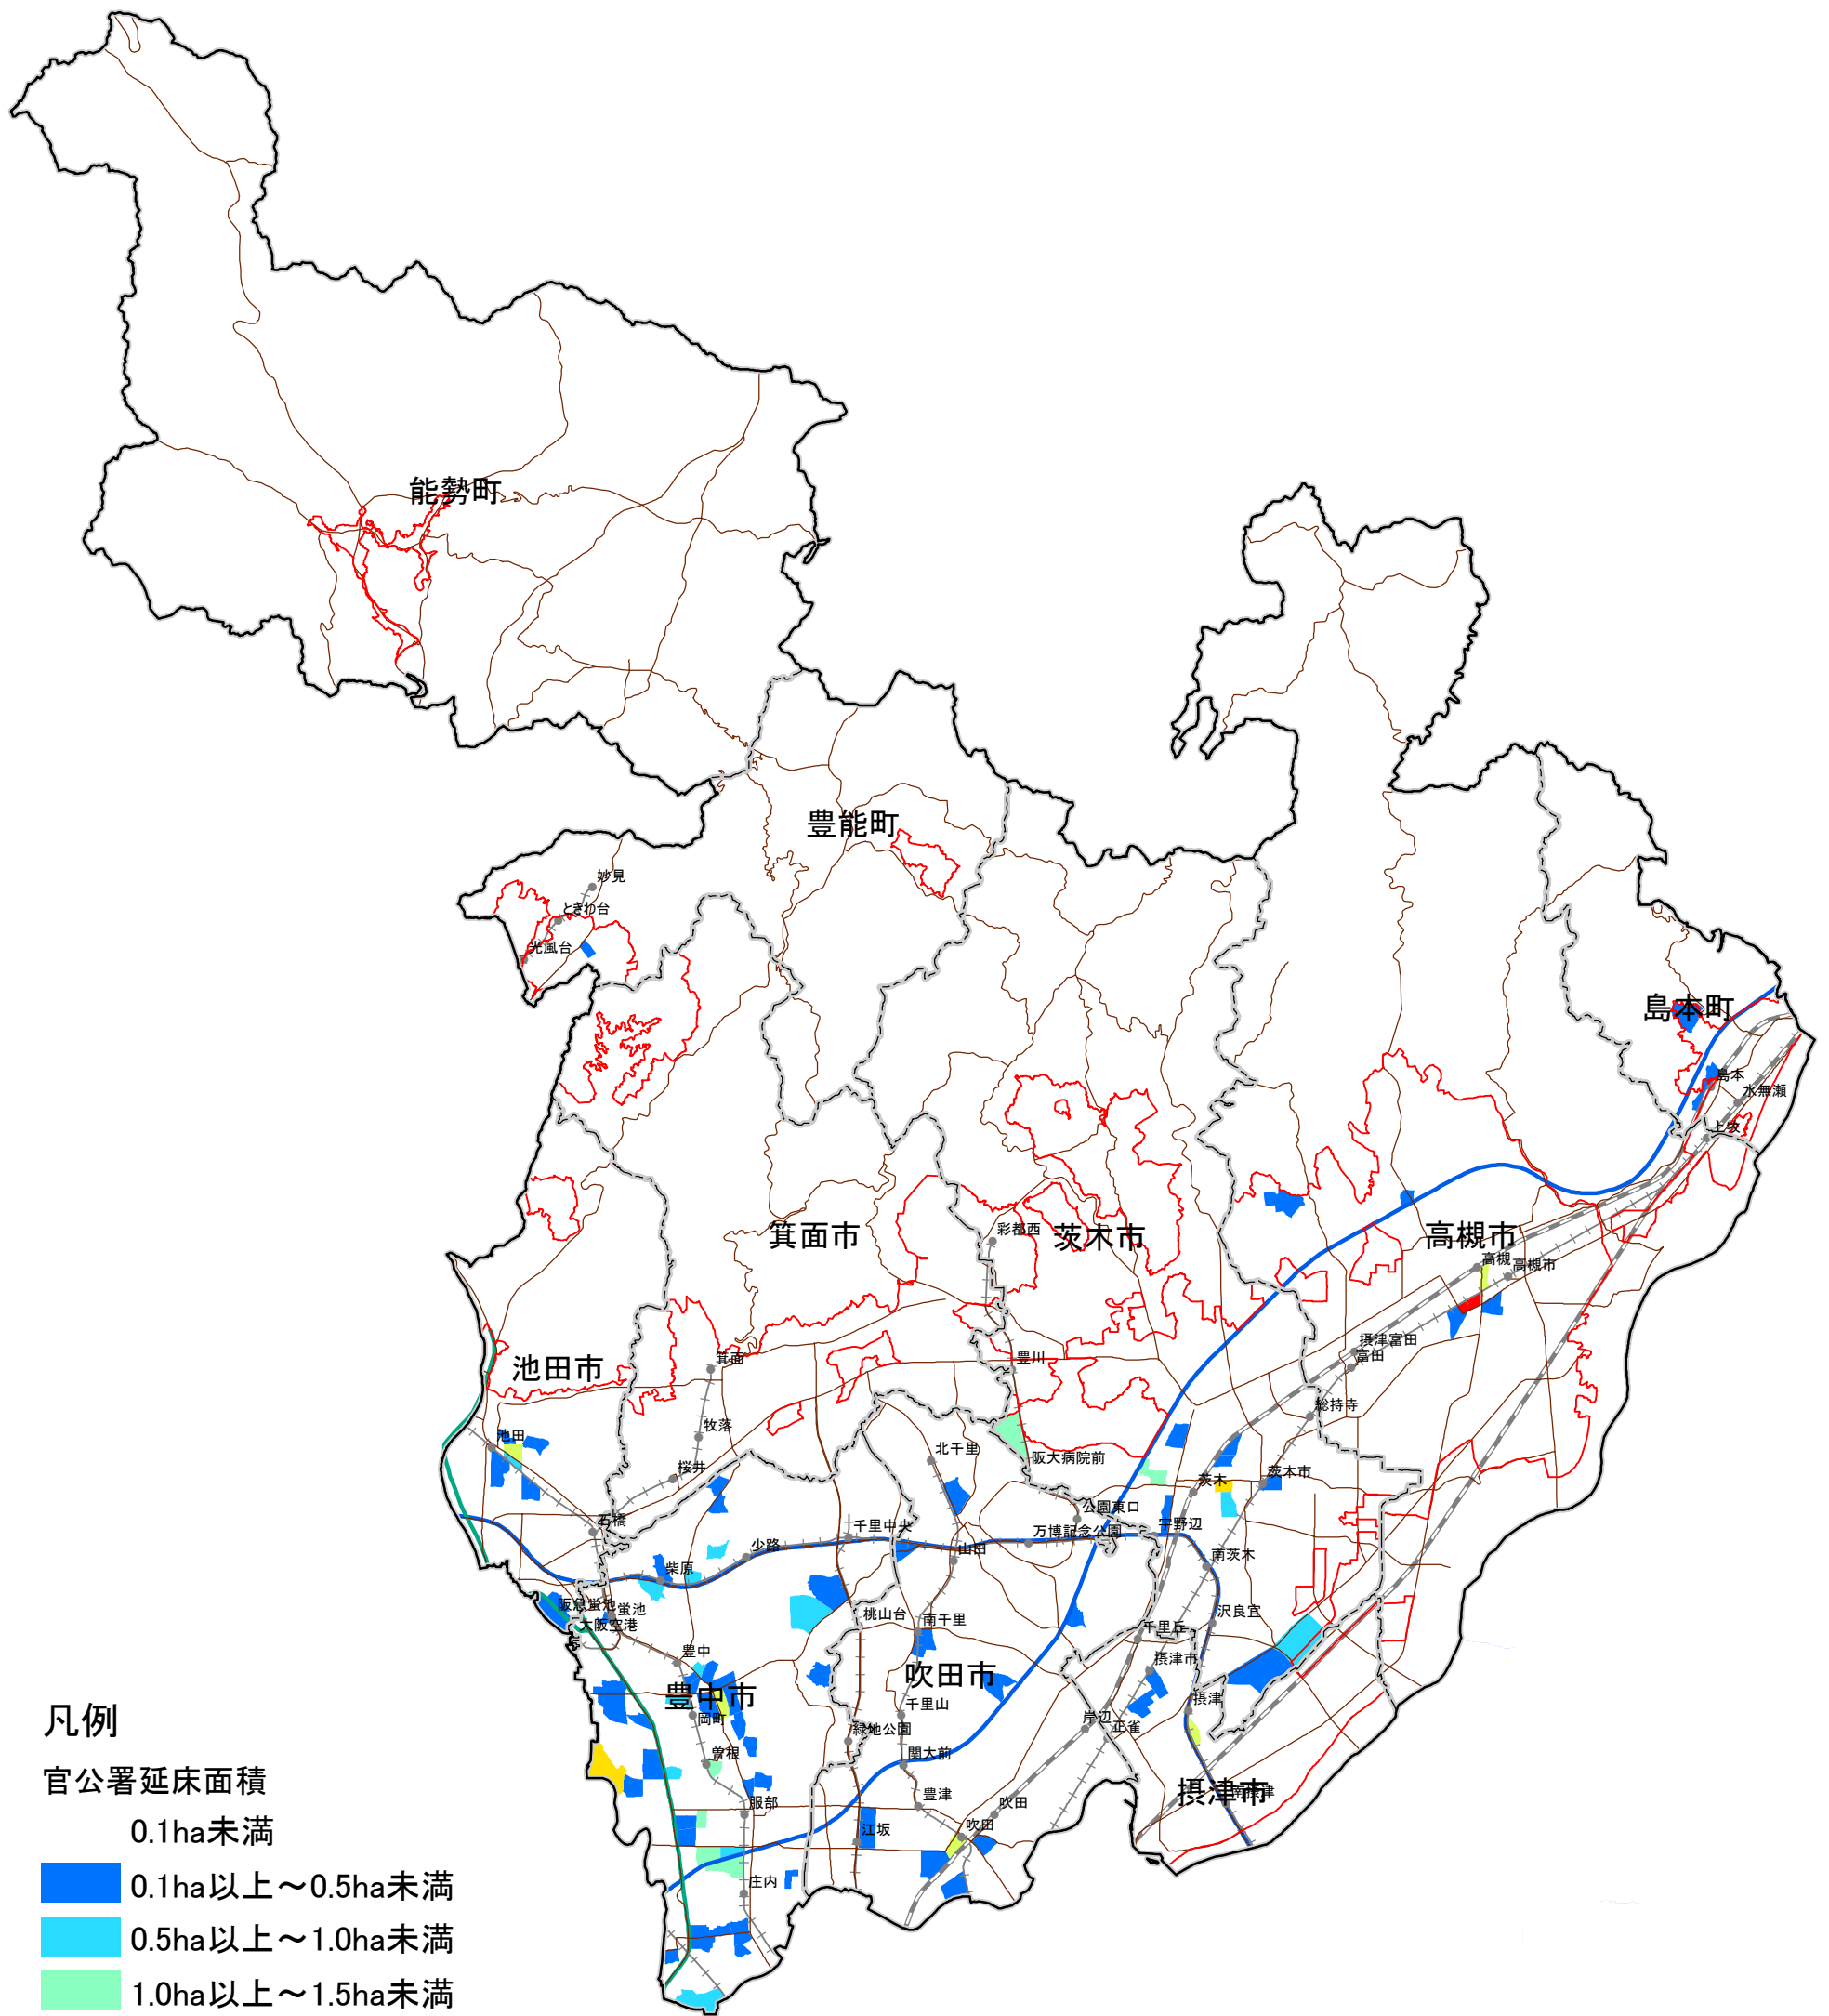 能勢町
豊能町
妙見
ときわ台
光風台
島本町
島本
水無瀬
上牧
箕面市
彩都西
茨木市
高槻市
高槻
高槻市
池田市
箕面
豊川
摂津富田
富田
総持寺
池田
牧落
桜井
北千里
阪大病院前
茨木
茨木市
公園東口
石橋
千里中央
万博記念公園
宇野辺
少路
山田
南茨木
柴原
阪急蛍池
蛍池
大阪空港
桃山台
南千里
沢良宜
千里丘
豊中
吹田市
摂津市
豊中市
摂津
岡町
千里山
緑地公園
岸辺
正雀
曽根
関大前
摂津市
南摂津
服部
豊津
吹田
江坂
吹田
庄内
凡例
官公署延床面積
0.1ha未満
0.1ha以上～0.5ha未満
0.5ha以上～1.0ha未満
1.0ha以上～1.5ha未満